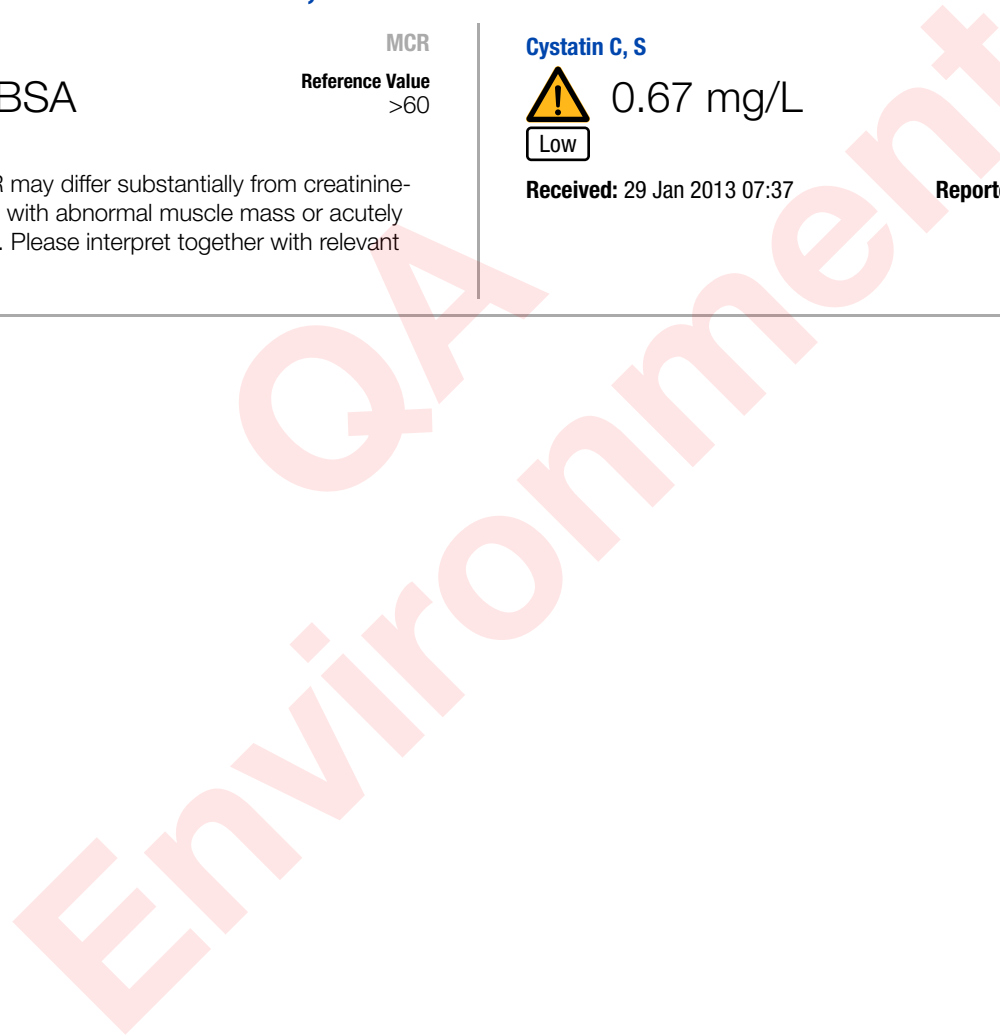 MCR
BSA
Reference Value
>60
R may differ substantially from creatinine-
with abnormal muscle mass or acutely
. Please interpret together with relevant
Cystatin C, S
0.67 mg/L
Low
Received: 29 Jan 2013 07:37
Reporte
QA
Environment